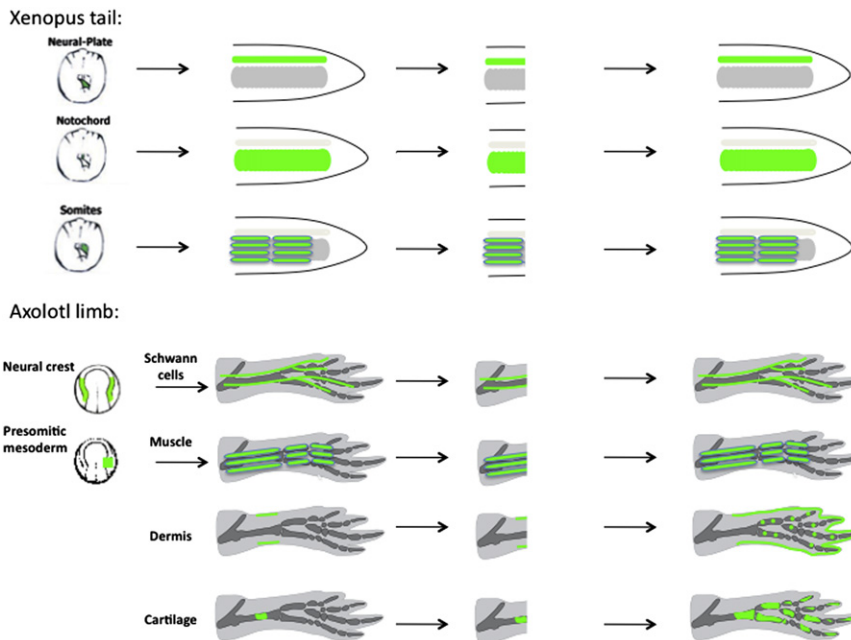 Xenopus tail:
Neural-Plate
Notochord
Somites
Axolotl limb:
Neural crest
Schwann
cells
Presomitic
mesoderm
Muscle
Dermis
Cartilage